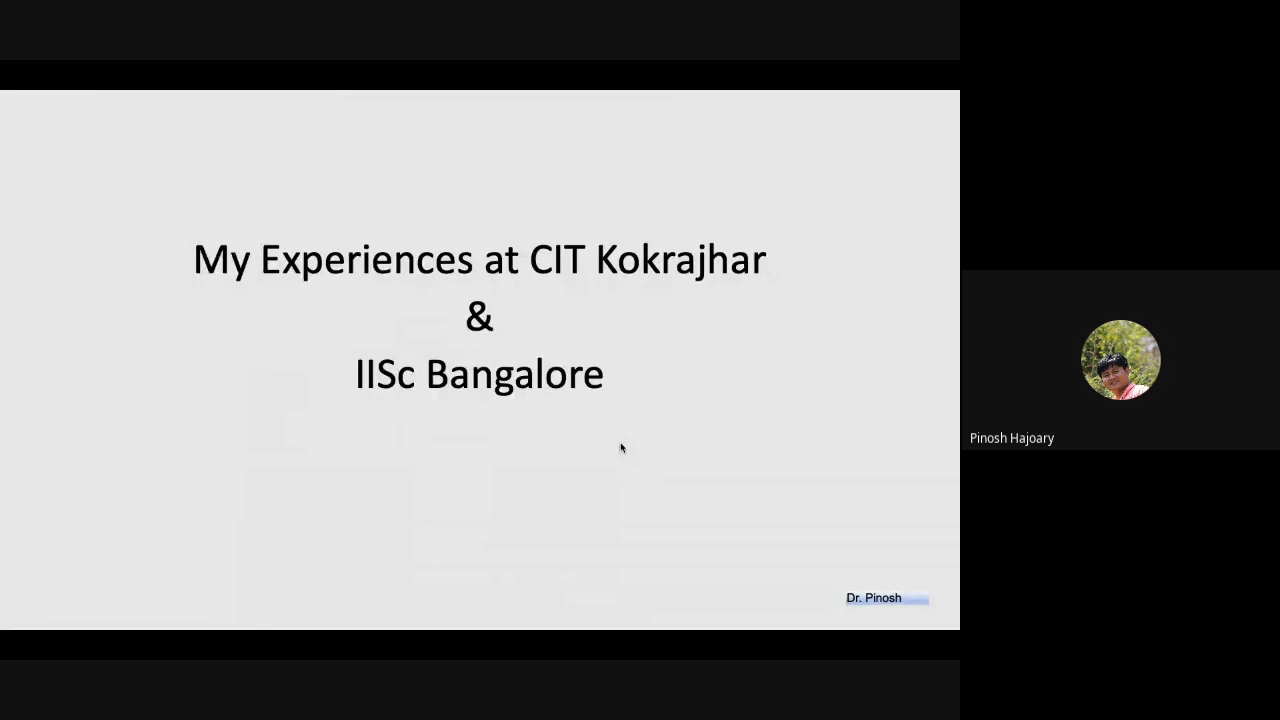 My Experiences at CIT Kokrajhar
&
IISc Bangalore
Dr. Pinosh
Pinosh Hajoary